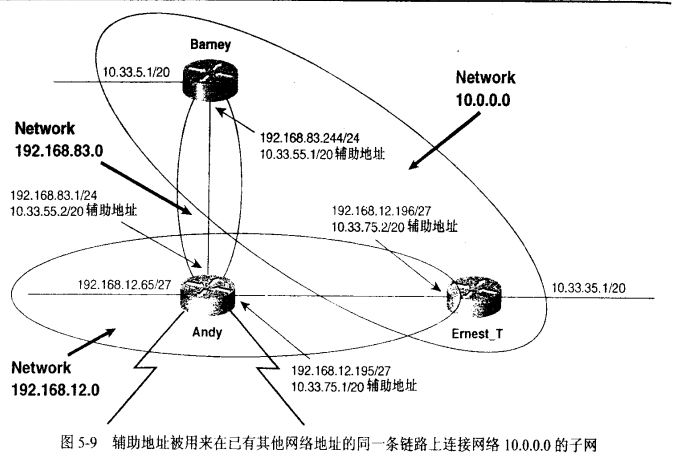 Barney
10.33.5.1/20
Network
10.0.0.0
192.168.83.244/24
10.33.55.1/20 辅助地址
Network
192.168.83.0
192.168.83.1/24
10.33.55.2/20 辅助地址
192.168.12.196/27
10.33.75.2/20 辅助地址
192.168.12.65/27
10.33.35.1/20
Andy
Ernest_T
Network
192.168.12.0
192.168.12.195/27
10.33.75.1/20 辅助地址
图 5-9 辅助地址被用来在已有其他网络地址的同一条链路上连接网络 10.0.0.0 的子网